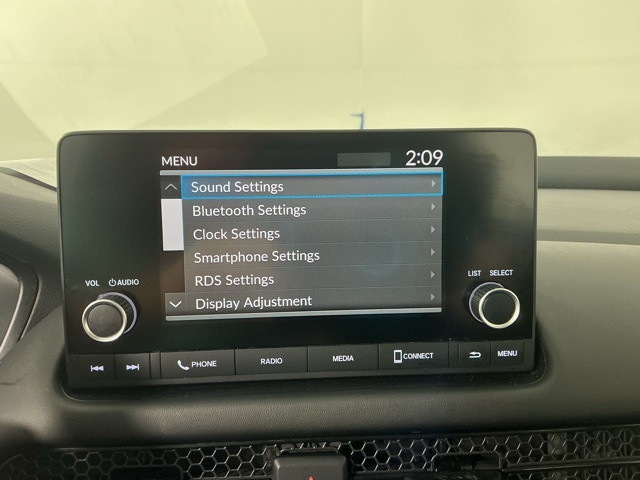 MENU 2:09
Sound Settings
Bluetooth Settings
Clock Settings
Smartphone Settings
RDS Settings
Display Adjustment
VOL AUDIO
LIST SELECT
PHONE RADIO MEDIA CONNECT MENU